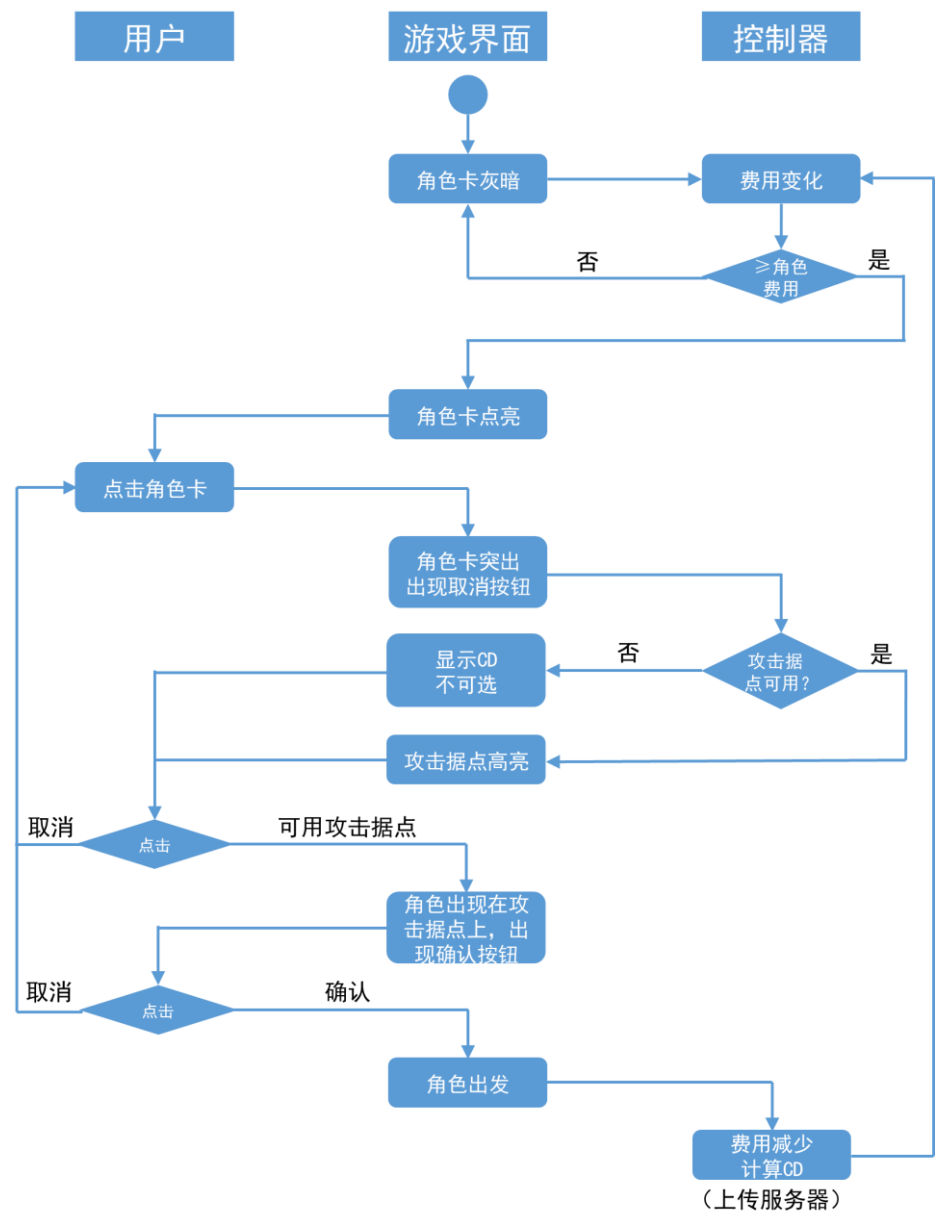 用户
游戏界面
控制器
角色卡灰暗
费用变化
否
≥角色
费用
是
角色卡点亮
点击角色卡
角色卡突出
出现取消按钮
显示CD
不可选
否
攻击据
点可用?
是
攻击据点高亮
取消
点击
可用攻击据点
角色出现在攻
击据点上，出
现确认按钮
取消
点击
确认
角色出发
费用减少
计算CD
（上传服务器）